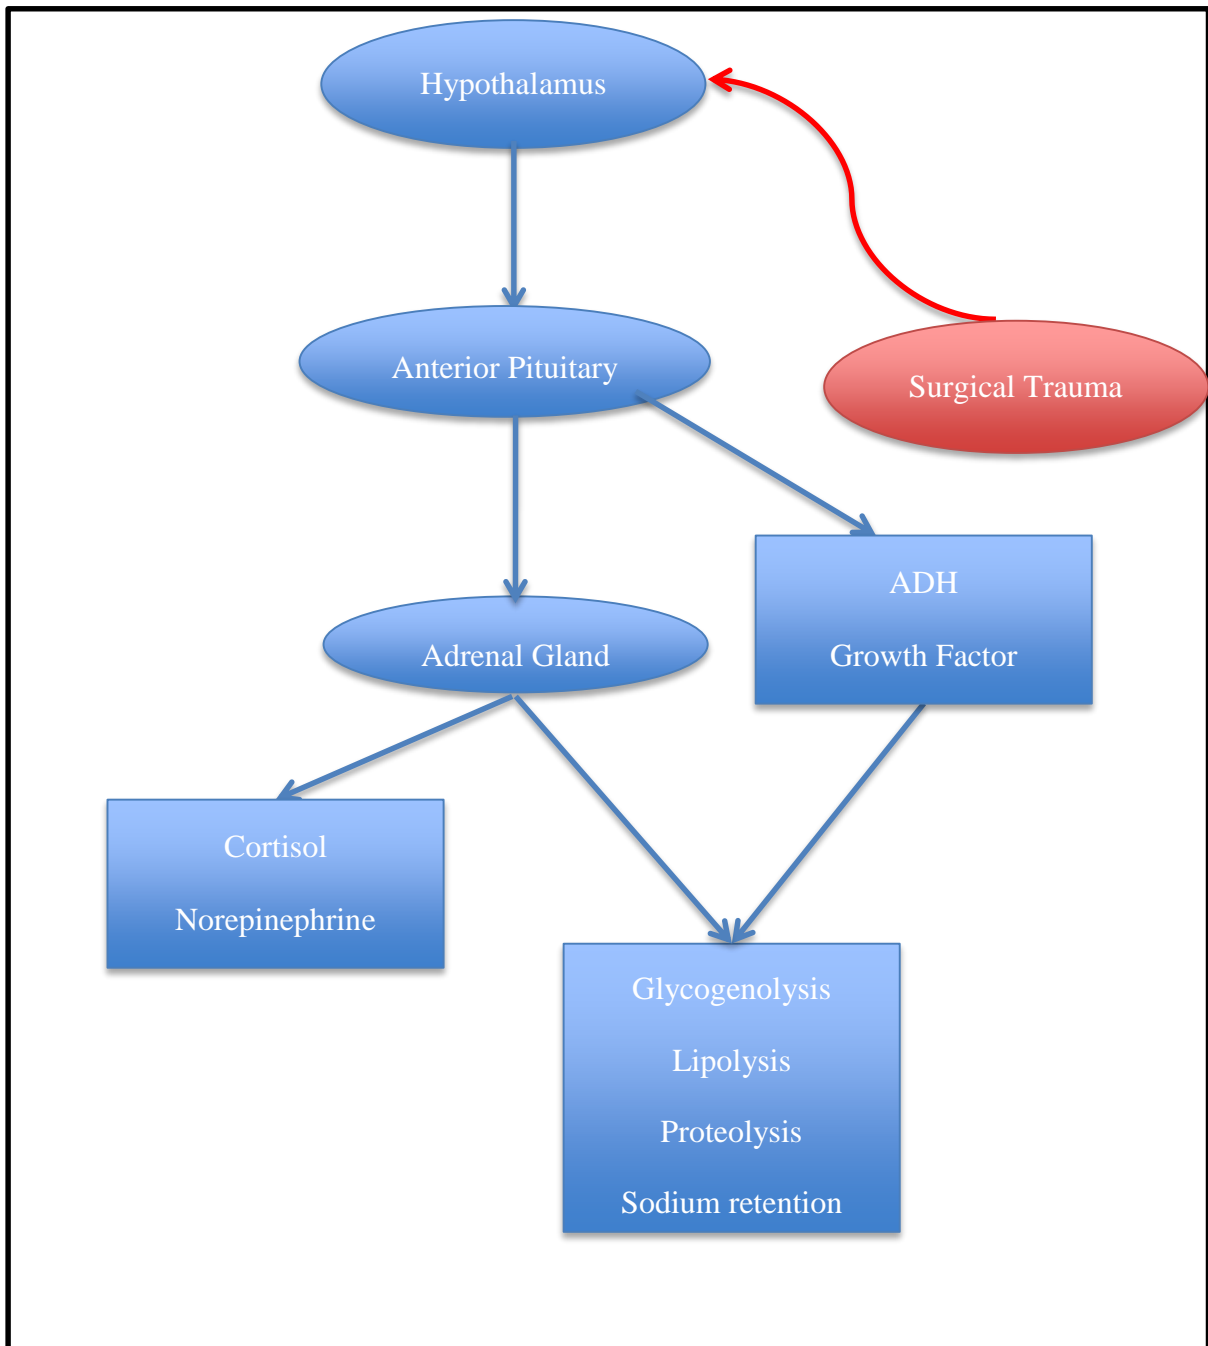 Hypothalamus
Anterior Pituitary
Surgical Trauma
ADH
Growth Factor
Adrenal Gland
Cortisol
Norepinephrine
Glycogenolysis
Lipolysis
Proteolysis
Sodium retention